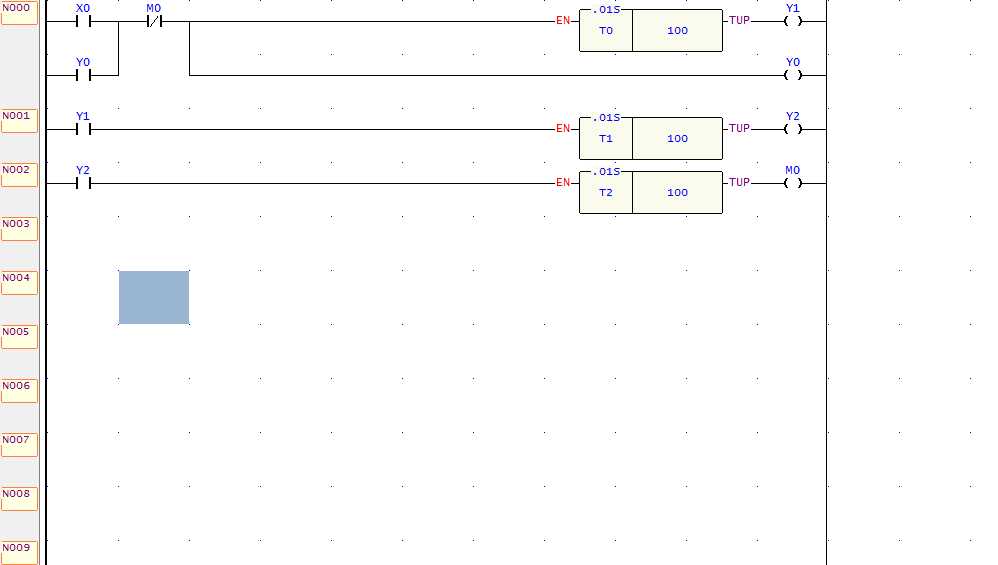 N000 X0 M0 EN .01S T0 100 TUP Y1
Y0 Y0
N001 Y1 EN .01S T1 100 TUP Y2
N002 Y2 EN .01S T2 100 TUP M0
N003
N004
N005
N006
N007
N008
N009